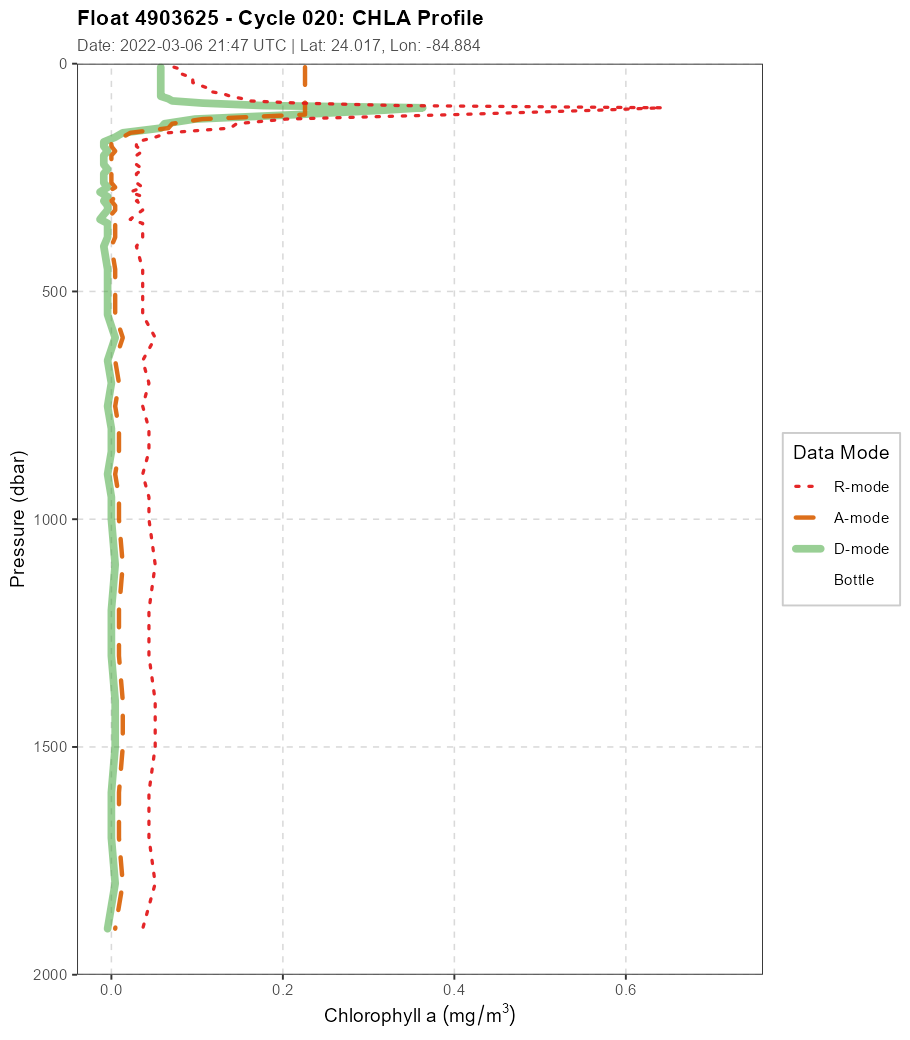 Float 4903625 - Cycle 020: CHLA Profile
Date: 2022-03-06 21:47 UTC | Lat: 24.017, Lon: -84.884
0
500
1000
1500
2000
Pressure (dbar)
0.0 0.2 0.4 0.6
Chlorophyll a (mg/m³)
Data Mode
R-mode
A-mode
D-mode
Bottle